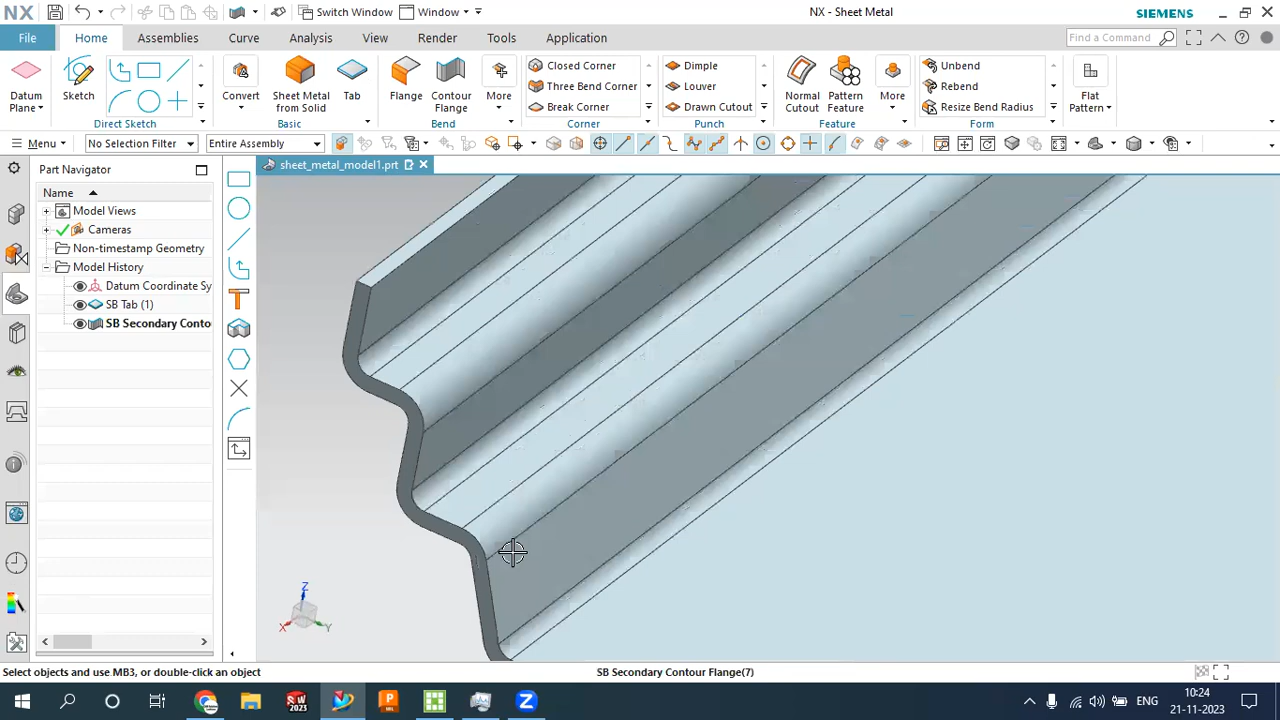 NX
Switch Window
Window
NX - Sheet Metal
SIEMENS
File
Home
Assemblies
Curve
Analysis
View
Render
Tools
Application
Find a Command
Datum
Plane
Sketch
Direct Sketch
Convert
Sheet Metal
from Solid
Tab
Basic
Flange
Contour
Flange
More
Bend
Closed Corner
Three Bend Corner
Break Corner
Corner
Dimple
Louver
Drawn Cutout
Punch
Normal
Cutout
Pattern
Feature
More
Feature
Unbend
Rebend
Resize Bend Radius
Form
Flat
Pattern
Menu
No Selection Filter
Entire Assembly
Part Navigator
sheet_metal_model1.prt
Name
Model Views
Cameras
Non-timestamp Geometry
Model History
Datum Coordinate Sy
SB Tab (1)
SB Secondary Conto
Z
X
Y
Select objects and use MB3, or double-click an object
SB Secondary Contour Flange(7)
SW
2023
ENG
10:24
21-11-2023